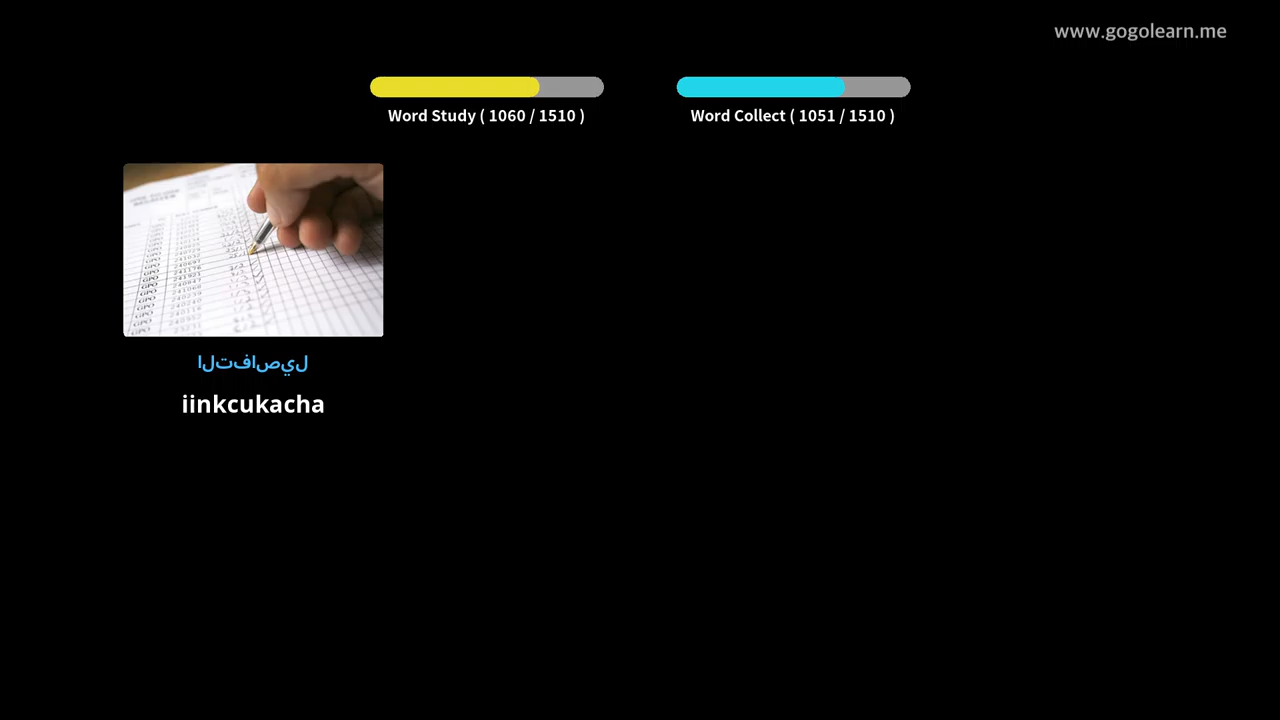 www.gogolearn.me
Word Study ( 1060 / 1510 )
Word Collect ( 1051 / 1510 )
التفاصيل
iinkcukacha